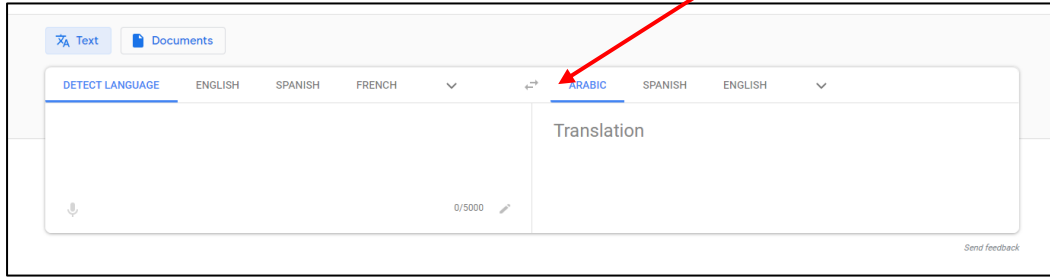 Text Documents
DETECT LANGUAGE ENGLISH SPANISH FRENCH ARABIC SPANISH ENGLISH
Translation
0/5000
Send feedback